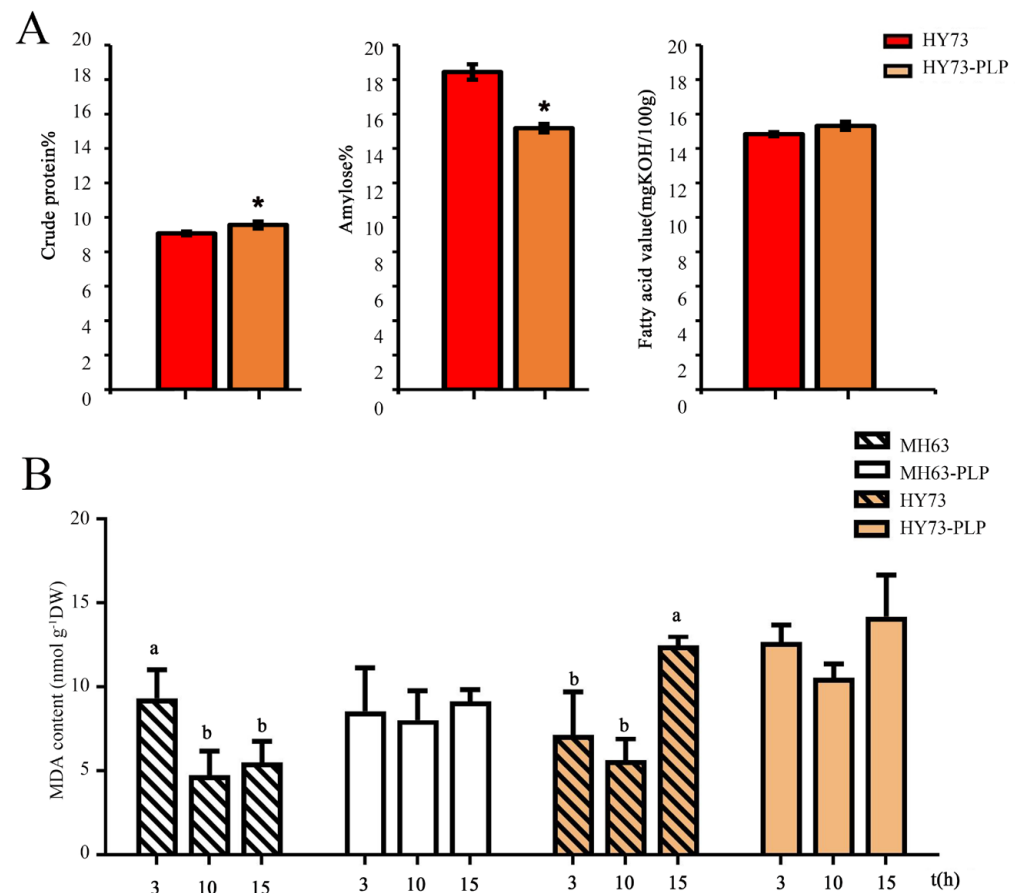 A
HY73
HY73-PLP
Crude protein%
20
18
16
14
12
10
8
6
4
2
0
*
Amylose%
20
18
16
14
12
10
8
6
4
2
0
*
Fatty acid value(mgKOH/100g)
20
18
16
14
12
10
8
6
4
2
0
B
MH63
MH63-PLP
HY73
HY73-PLP
MDA content (nmol g⁻¹DW)
20
15
10
5
0
a b b
b b a
3 10 15 3 10 15 3 10 15 3 10 15 t(h)